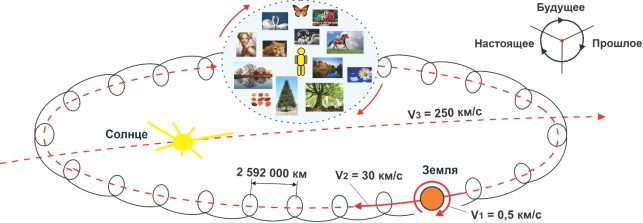 Будущее
Настоящее
Прошлое
V3 = 250 км/с
Солнце
2 592 000 км
V2 = 30 км/с
Земля
V1 = 0,5 км/с